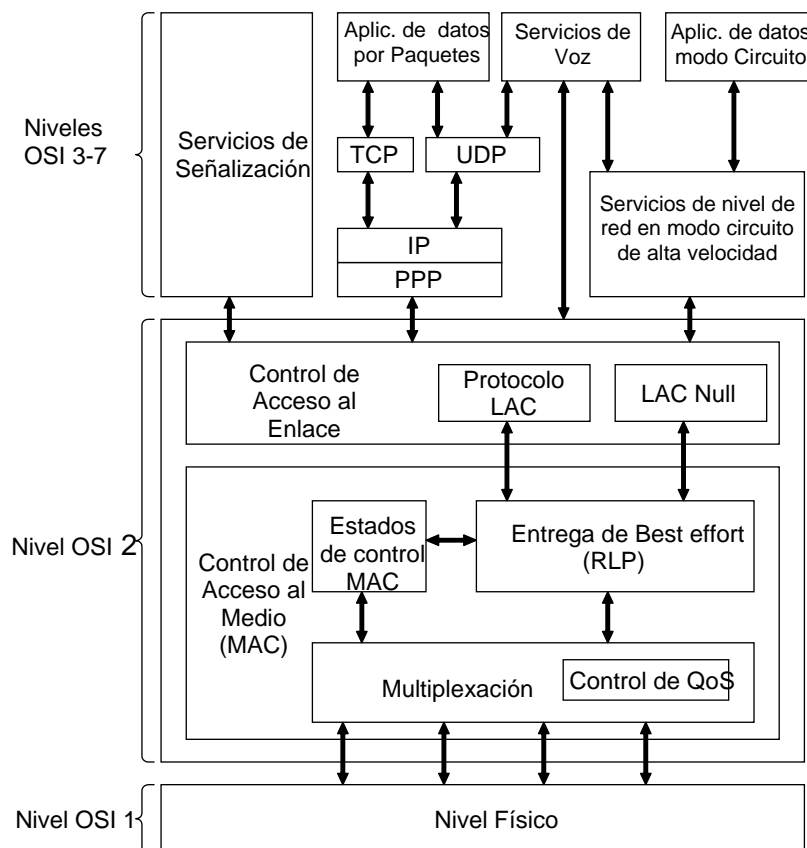 Aplic. de datos
por Paquetes
Servicios de
Voz
Aplic. de datos
modo Circuito
Niveles
OSI 3-7
Servicios de
Señalización
TCP
UDP
Servicios de nivel de
red en modo circuito
de alta velocidad
IP
PPP
Control de
Acceso al
Enlace
Protocolo
LAC
LAC Null
Nivel OSI 2
Control de
Acceso al
Medio
(MAC)
Estados
de control
MAC
Entrega de Best effort
(RLP)
Multiplexación
Control de QoS
Nivel OSI 1
Nivel Físico